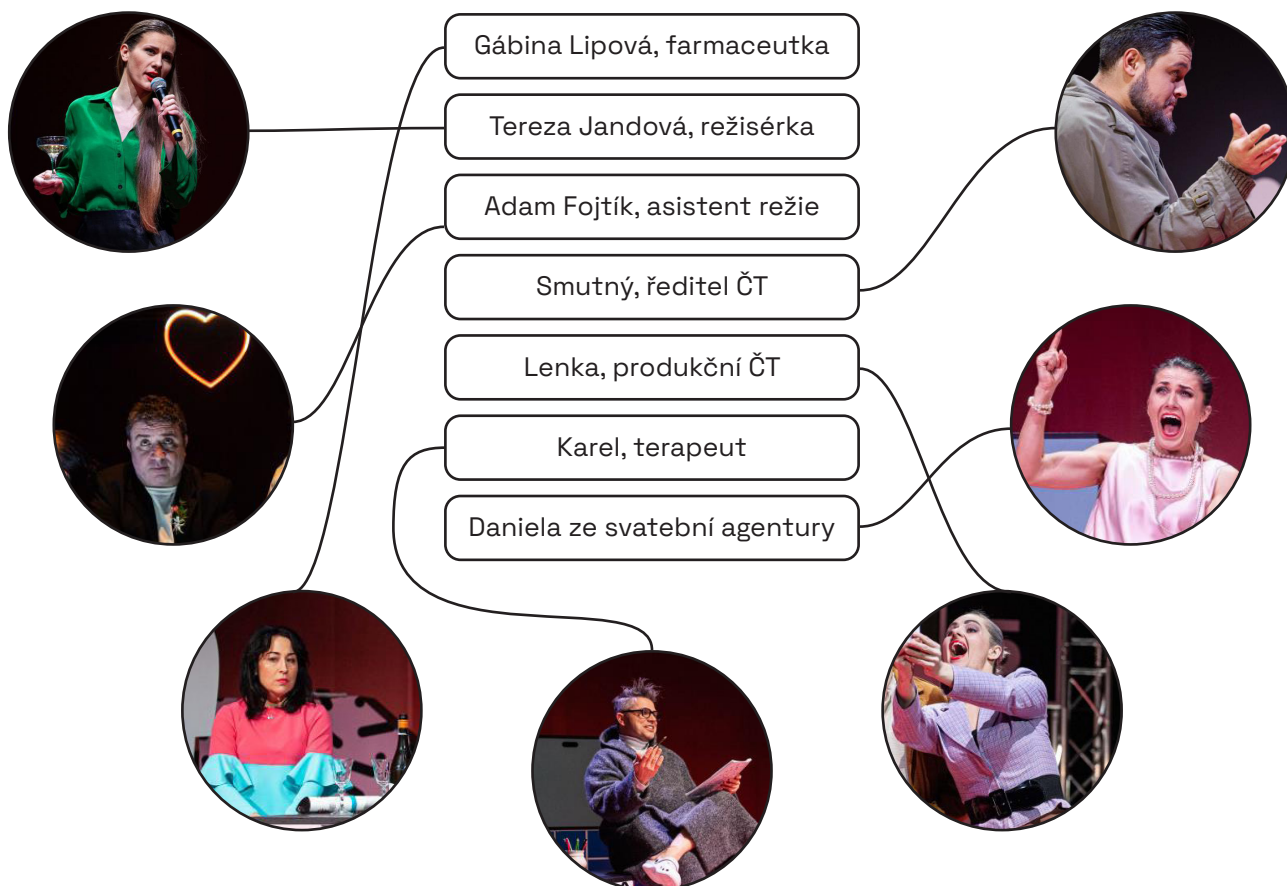 Gábina Lipová, farmaceutka
Tereza Jandová, režisérka
Adam Fojtík, asistent režie
Smutný, ředitel ČT
Lenka, produkční ČT
Karel, terapeut
Daniela ze svatební agentury